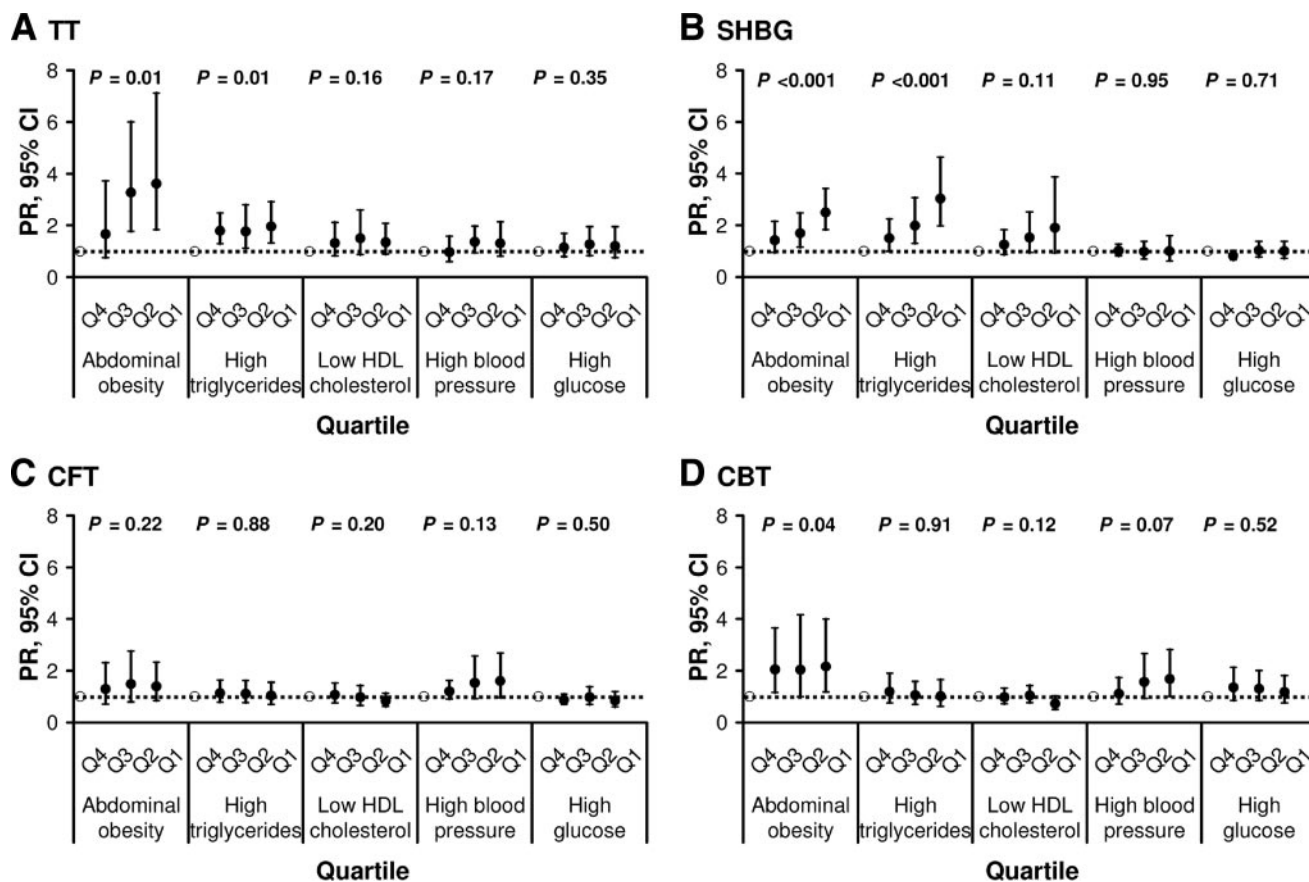 A TT
P = 0.01 P = 0.01 P = 0.16 P = 0.17 P = 0.35
PR, 95% CI
8
6
4
2
0
Q4 Q3 Q2 Q1 Q4 Q3 Q2 Q1 Q4 Q3 Q2 Q1 Q4 Q3 Q2 Q1 Q4 Q3 Q2 Q1
Abdominal High Low HDL High blood High
obesity triglycerides cholesterol pressure glucose
Quartile
B SHBG
P <0.001 P <0.001 P = 0.11 P = 0.95 P = 0.71
PR, 95% CI
8
6
4
2
0
Q4 Q3 Q2 Q1 Q4 Q3 Q2 Q1 Q4 Q3 Q2 Q1 Q4 Q3 Q2 Q1 Q4 Q3 Q2 Q1
Abdominal High Low HDL High blood High
obesity triglycerides cholesterol pressure glucose
Quartile
C CFT
P = 0.22 P = 0.88 P = 0.20 P = 0.13 P = 0.50
PR, 95% CI
8
6
4
2
0
Q4 Q3 Q2 Q1 Q4 Q3 Q2 Q1 Q4 Q3 Q2 Q1 Q4 Q3 Q2 Q1 Q4 Q3 Q2 Q1
Abdominal High Low HDL High blood High
obesity triglycerides cholesterol pressure glucose
Quartile
D CBT
P = 0.04 P = 0.91 P = 0.12 P = 0.07 P = 0.52
PR, 95% CI
8
6
4
2
0
Q4 Q3 Q2 Q1 Q4 Q3 Q2 Q1 Q4 Q3 Q2 Q1 Q4 Q3 Q2 Q1 Q4 Q3 Q2 Q1
Abdominal High Low HDL High blood High
obesity triglycerides cholesterol pressure glucose
Quartile